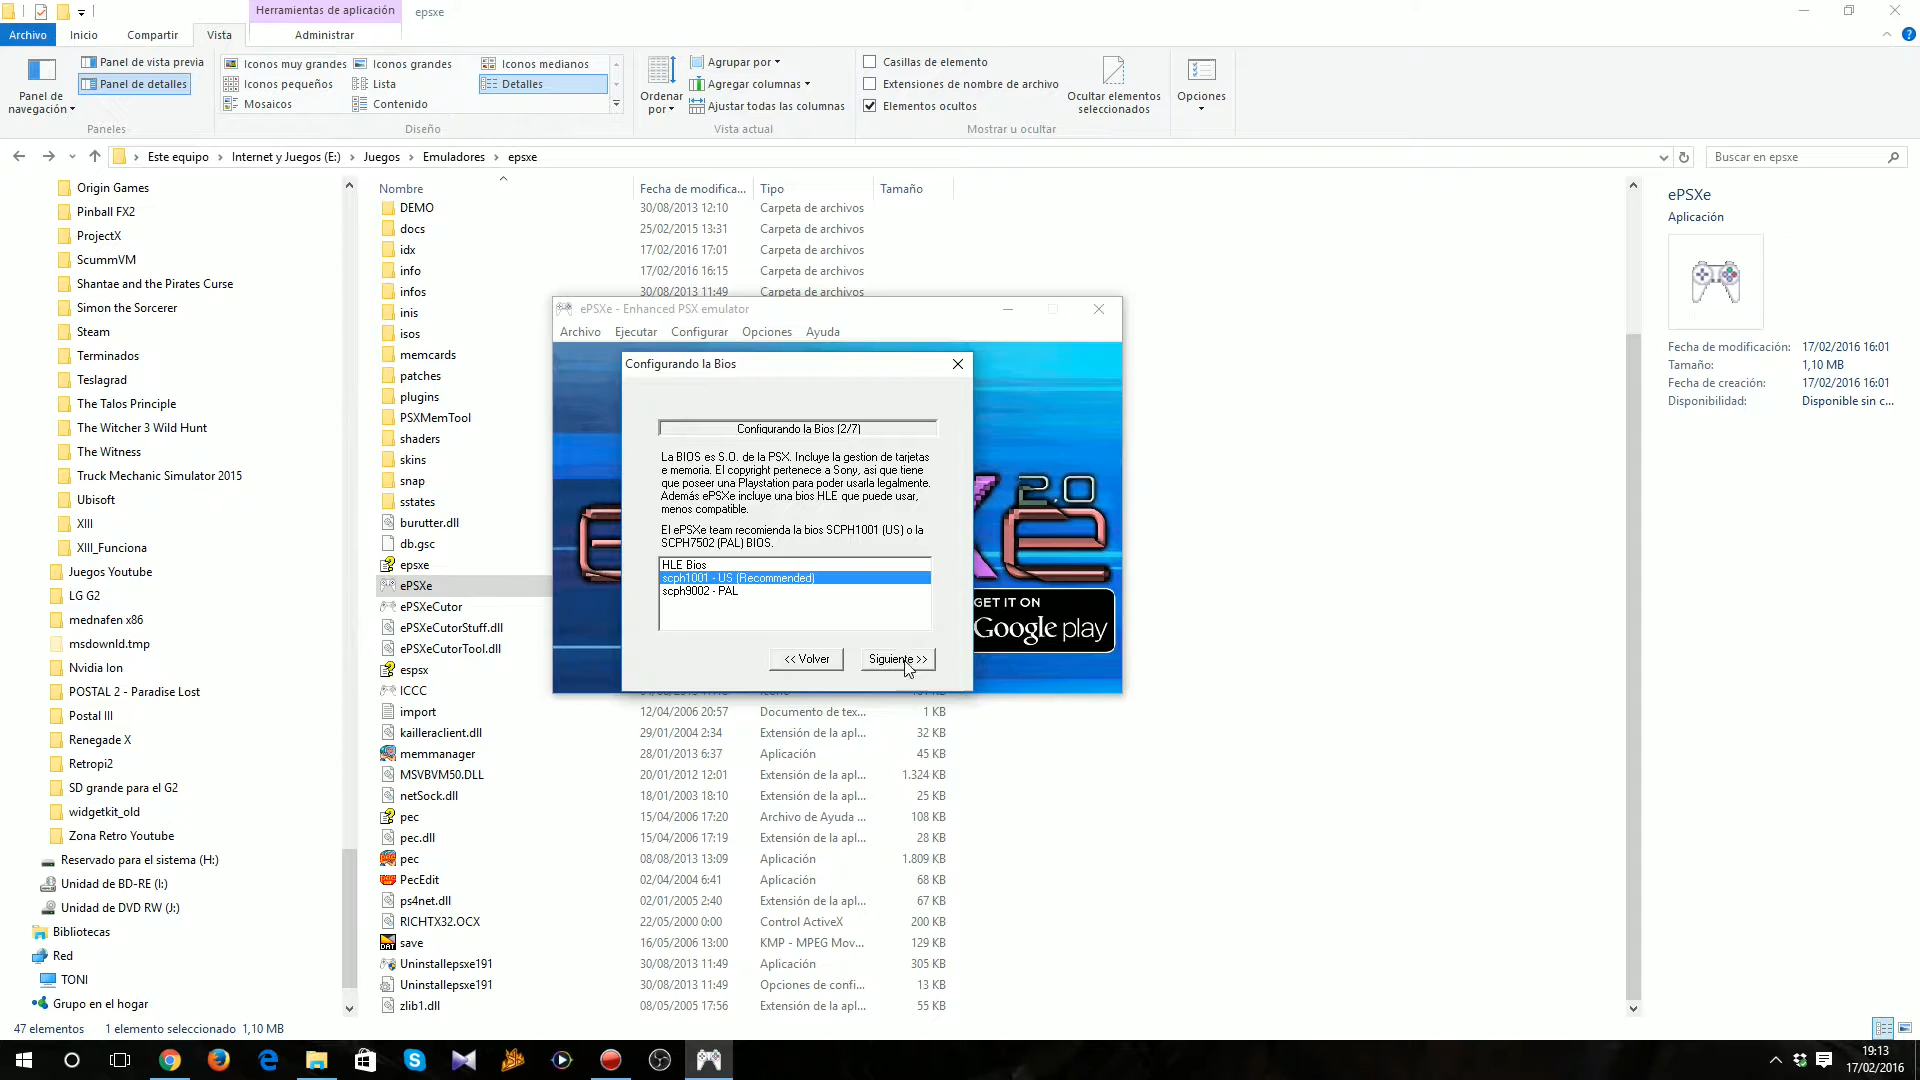 Herramientas de aplicación
epsxe
Archivo
Inicio
Compartir
Vista
Administrar
Panel de navegación
Panel de vista previa
Panel de detalles
Paneles
Iconos muy grandes
Iconos grandes
Iconos medianos
Iconos pequeños
Lista
Detalles
Mosaicos
Contenido
Diseño
Ordenar por
Agrupar por
Agregar columnas
Ajustar todas las columnas
Vista actual
Casillas de elemento
Extensiones de nombre de archivo
Elementos ocultos
Ocultar elementos seleccionados
Mostrar u ocultar
Opciones
Este equipo > Internet y Juegos (E:) > Juegos > Emuladores > epsxe
Buscar en epsxe
Origin Games
Pinball FX2
ProjectX
ScummVM
Shantae and the Pirates Curse
Simon the Sorcerer
Steam
Terminados
Teslagrad
The Talos Principle
The Witcher 3 Wild Hunt
The Witness
Truck Mechanic Simulator 2015
Ubisoft
XIII
XIII_Funciona
Juegos Youtube
LG G2
mednafen x86
msdownld.tmp
Nvidia Ion
POSTAL 2 - Paradise Lost
Postal III
Renegade X
Retropi2
SD grande para el G2
widgetkit_old
Zona Retro Youtube
Reservado para el sistema (H:)
Unidad de BD-RE (I:)
Unidad de DVD RW (J:)
Bibliotecas
Red
TONI
Grupo en el hogar
Nombre Fecha de modifica... Tipo Tamaño
DEMO 30/08/2013 12:10 Carpeta de archivos
docs 25/02/2015 13:31 Carpeta de archivos
idx 17/02/2016 17:01 Carpeta de archivos
info 17/02/2016 16:15 Carpeta de archivos
infos 30/08/2013 11:49 Carpeta de archivos
inis
isos
memcards
patches
plugins
PSXMemTool
shaders
skins
snap
sstates
burutter.dll
db.gsc
epsxe
ePSXe
ePSXeCutor
ePSXeCutorStuff.dll
ePSXeCutorTool.dll
espsx
ICCC
import 12/04/2006 20:57 Documento de tex... 1 KB
kailleraclient.dll 29/01/2004 2:34 Extensión de la apl... 32 KB
memmanager 28/01/2013 6:37 Aplicación 45 KB
MSVBVM50.DLL 20/01/2012 12:01 Extensión de la apl... 1.324 KB
netSock.dll 18/01/2003 18:10 Extensión de la apl... 25 KB
pec 15/04/2006 17:20 Archivo de Ayuda ... 108 KB
pec.dll 15/04/2006 17:19 Extensión de la apl... 28 KB
pec 08/08/2013 13:09 Aplicación 1.809 KB
PecEdit 02/04/2004 6:41 Aplicación 68 KB
ps4net.dll 02/01/2005 2:40 Extensión de la apl... 67 KB
RICHTX32.OCX 22/05/2000 0:00 Control ActiveX 200 KB
save 16/05/2006 13:00 KMP - MPEG Mov... 129 KB
Uninstallepsxe191 30/08/2013 11:49 Aplicación 305 KB
Uninstallepsxe191 30/08/2013 11:49 Opciones de confi... 13 KB
zlib1.dll 08/05/2005 17:56 Extensión de la apl... 55 KB
ePSXe - Enhanced PSX emulator
Archivo Ejecutar Configurar Opciones Ayuda
2.0
GET IT ON
Google play
Configurando la Bios
Configurando la Bios (2/7)
La BIOS es S.O. de la PSX. Incluye la gestion de tarjetas
e memoria. El copyright pertenece a Sony, asi que tiene
que poseer una Playstation para poder usarla legalmente.
Además ePSXe incluye una bios HLE que puede usar,
menos compatible.
El ePSXe team recomienda la bios SCPH1001 (US) o la
SCPH7502 (PAL) BIOS.
HLE Bios
scph1001 - US (Recommended)
scph9002 - PAL
<< Volver
Siguiente >>
ePSXe
Aplicación
Fecha de modificación: 17/02/2016 16:01
Tamaño: 1,10 MB
Fecha de creación: 17/02/2016 16:01
Disponibilidad: Disponible sin c...
47 elementos 1 elemento seleccionado 1,10 MB
19:13
17/02/2016